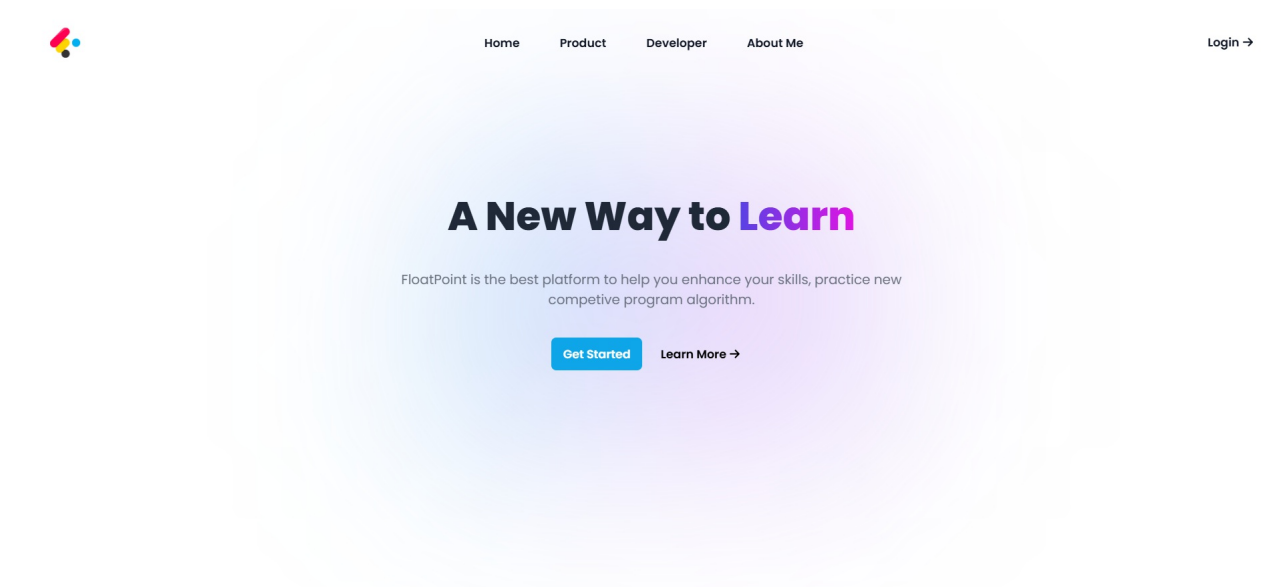 Home Product Developer About Me Login →
A New Way to Learn
FloatPoint is the best platform to help you enhance your skills, practice new
competive program algorithm.
Get Started Learn More →